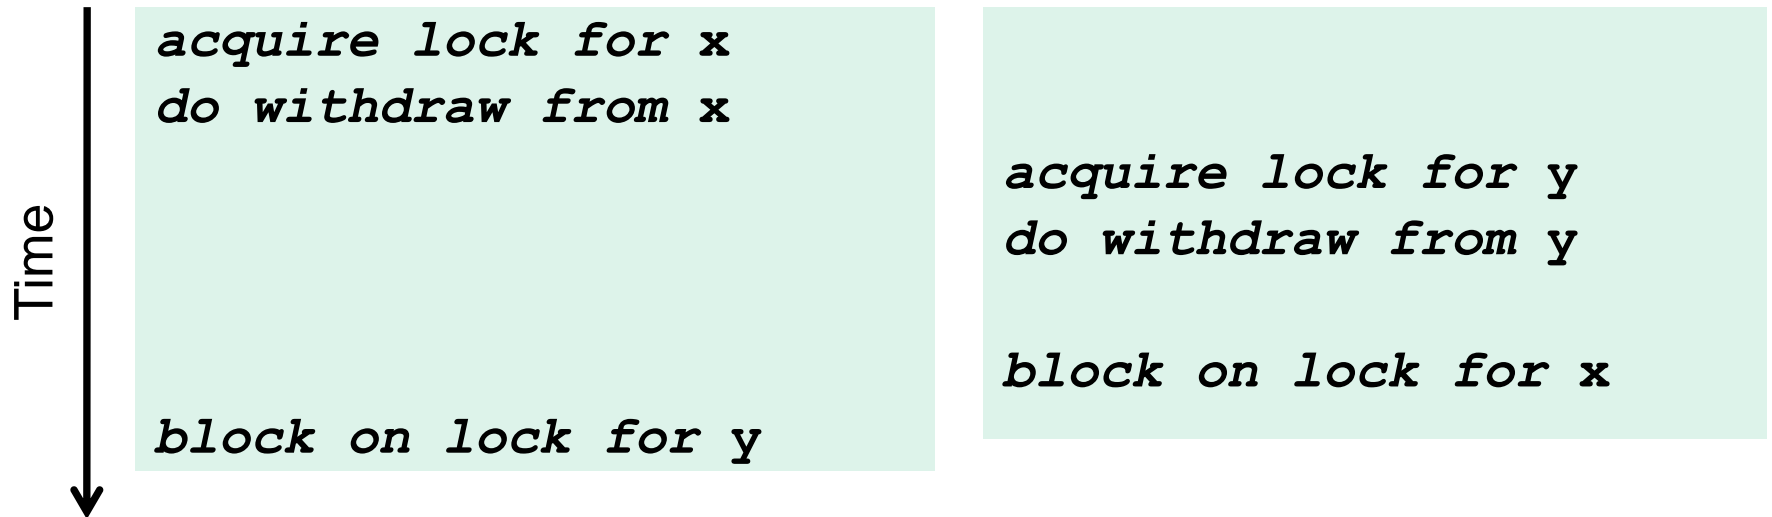 Time
acquire lock for x
do withdraw from x
block on lock for y
acquire lock for y
do withdraw from y
block on lock for x